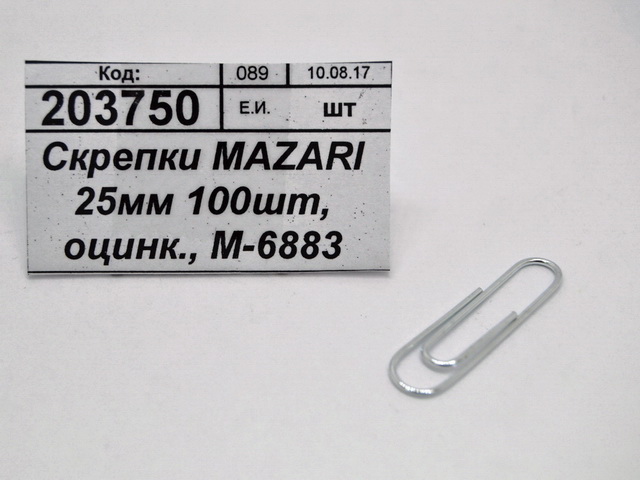 Код: 089 10.08.17
203750 Е.И. шт
Скрепки MAZARI
25мм 100шт,
оцинк., М-6883